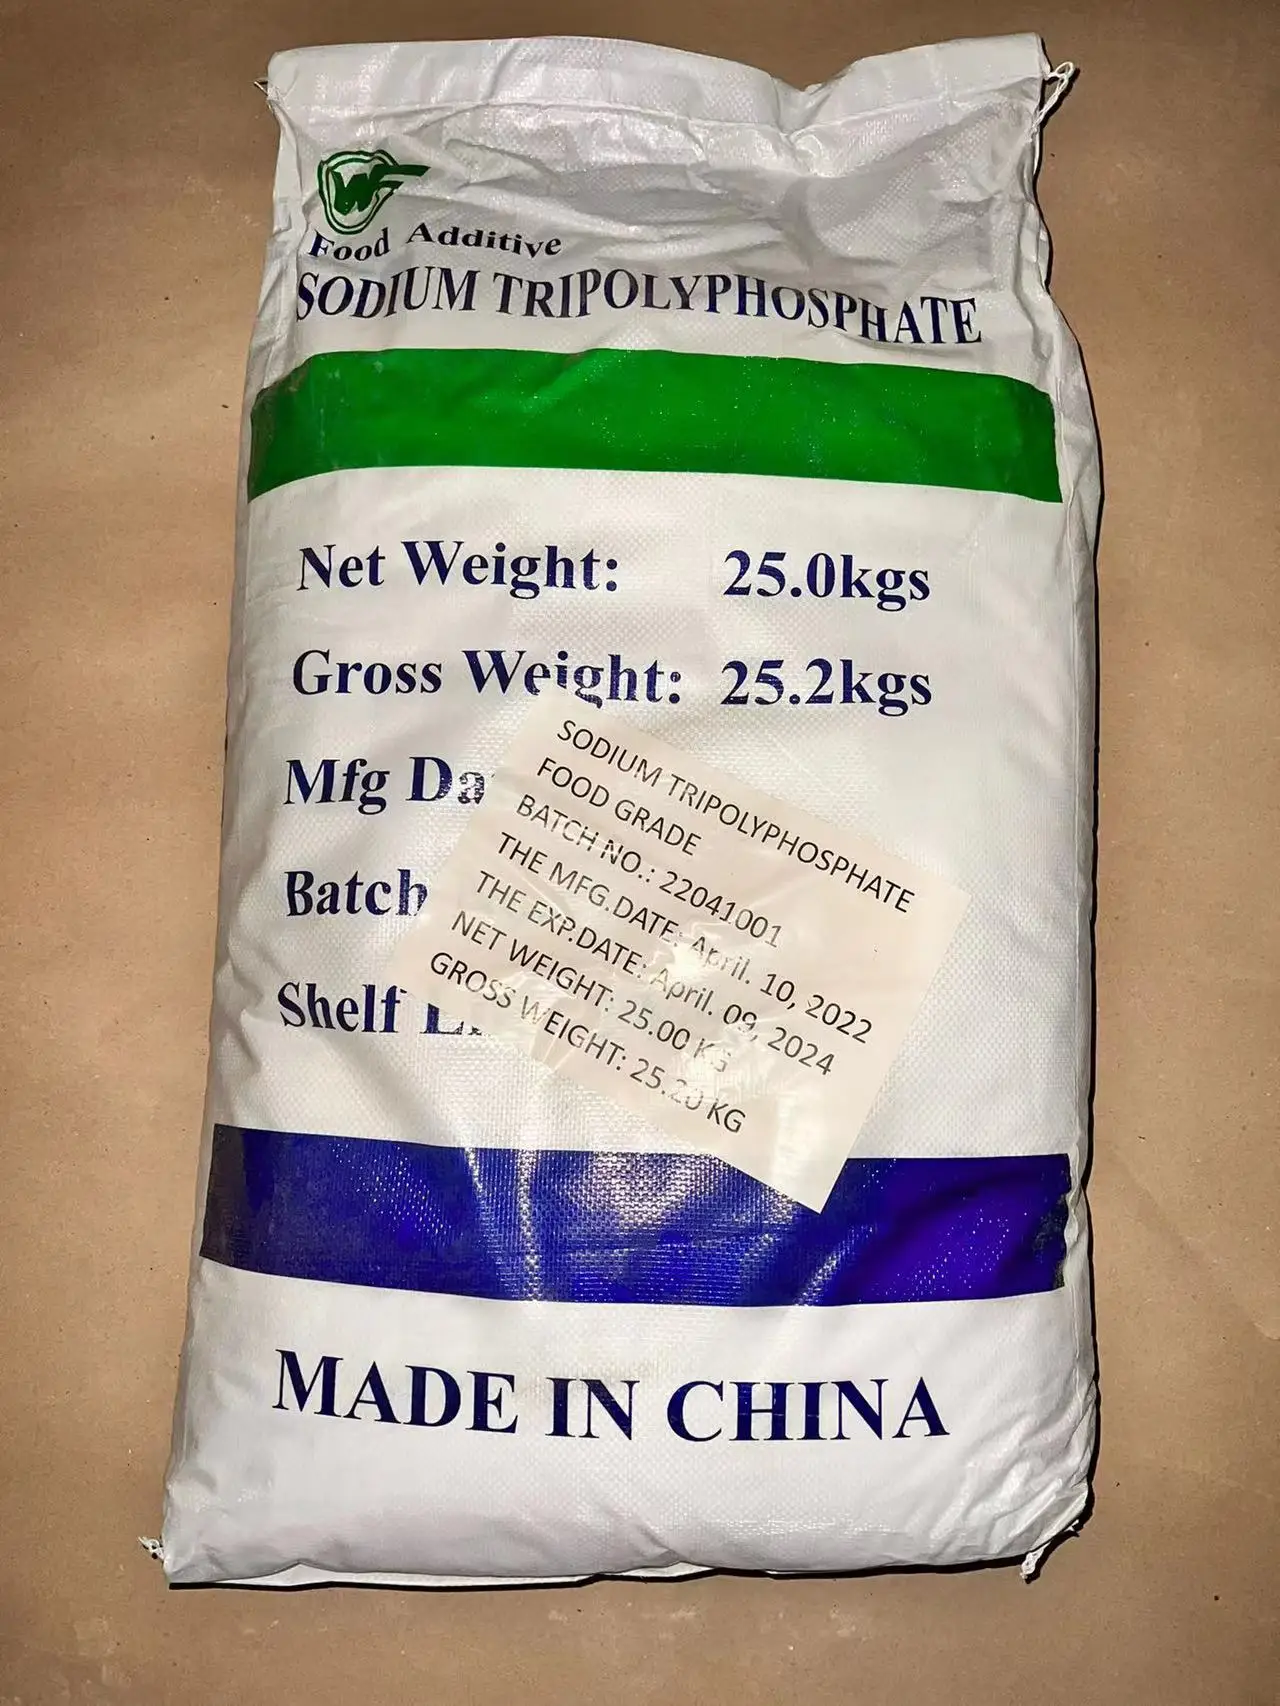 Food Additive
SODIUM TRIPOLYPHOSPHATE
Net Weight: 25.0kgs
Gross Weight: 25.2kgs
Mfg Da
Batch
Shelf
SODIUM TRIPOLYPHOSPHATE
FOOD GRADE
BATCH NO.: 22041001
THE MFG.DATE: April. 10, 2022
THE EXP.DATE: April. 09, 2024
NET WEIGHT: 25.00 KG
GROSS WEIGHT: 25.20 KG
MADE IN CHINA